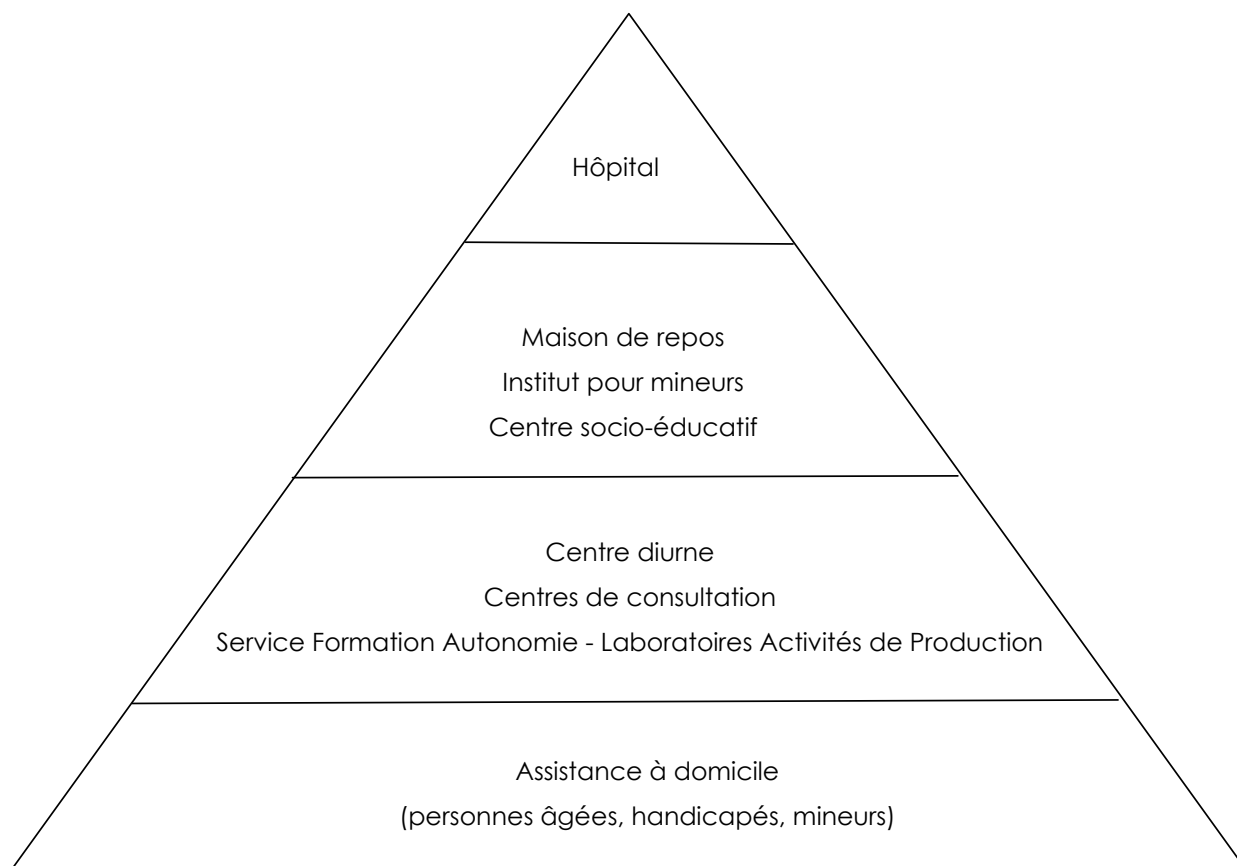 Hôpital
Maison de repos
Institut pour mineurs
Centre socio-éducatif
Centre diurne
Centres de consultation
Service Formation Autonomie - Laboratoires Activités de Production
Assistance à domicile
(personnes âgées, handicapés, mineurs)